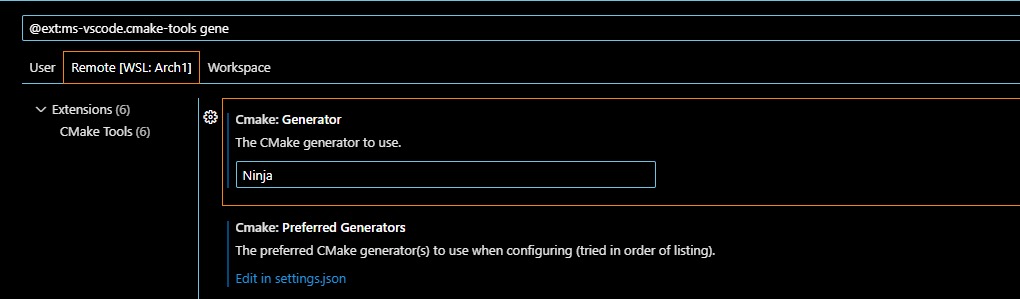 @ext:ms-vscode.cmake-tools gene
User
Remote [WSL: Arch1]
Workspace
Extensions (6)
CMake Tools (6)
Cmake: Generator
The CMake generator to use.
Ninja
Cmake: Preferred Generators
The preferred CMake generator(s) to use when configuring (tried in order of listing).
Edit in settings.json